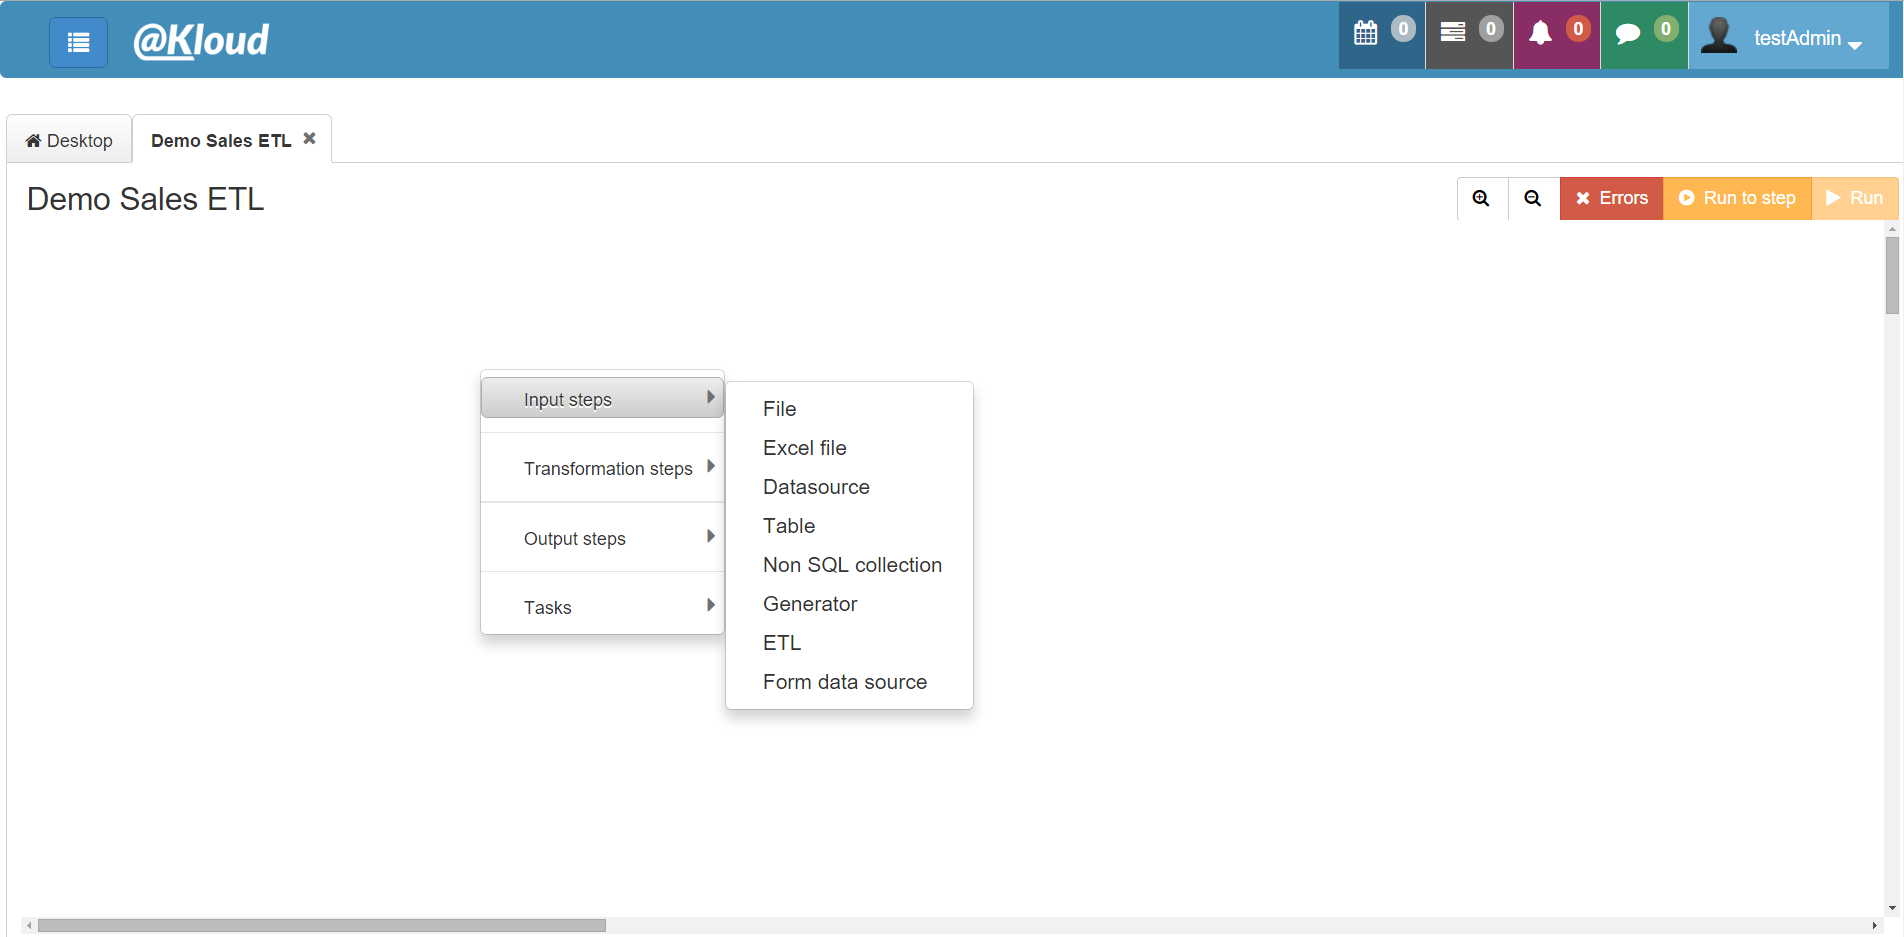 @Kloud
0
0
0
0
testAdmin
Desktop
Demo Sales ETL
Demo Sales ETL
Errors
Run to step
Run
Input steps
Transformation steps
Output steps
Tasks
File
Excel file
Datasource
Table
Non SQL collection
Generator
ETL
Form data source